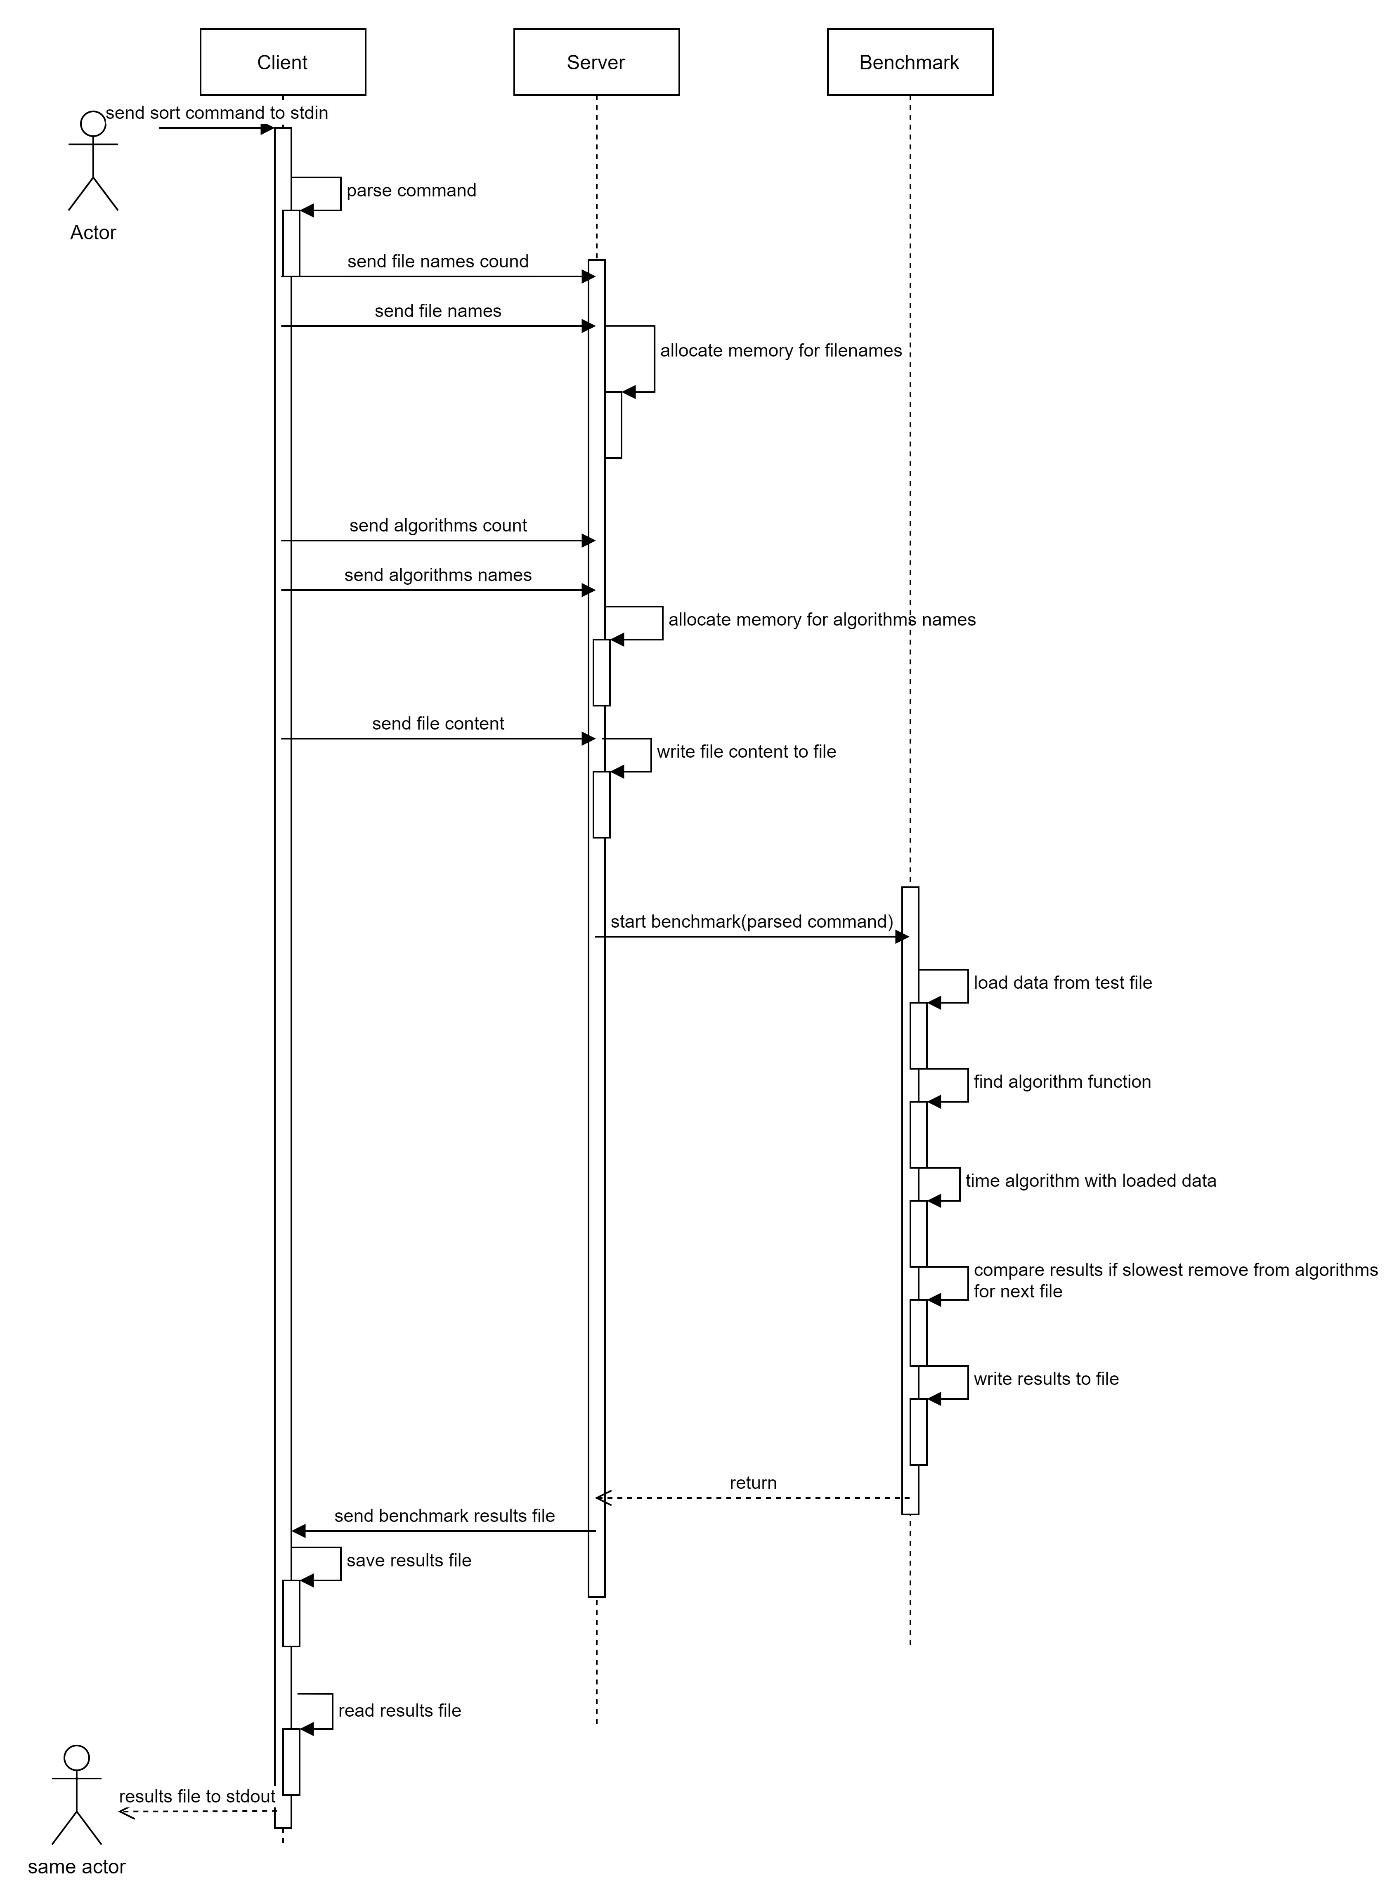 Client
Server
Benchmark
send sort command to stdin
Actor
parse command
send file names cound
send file names
allocate memory for filenames
send algorithms count
send algorithms names
allocate memory for algorithms names
send file content
write file content to file
start benchmark(parsed command)
load data from test file
find algorithm function
time algorithm with loaded data
compare results if slowest remove from algorithms
for next file
write results to file
return
send benchmark results file
save results file
read results file
results file to stdout
same actor